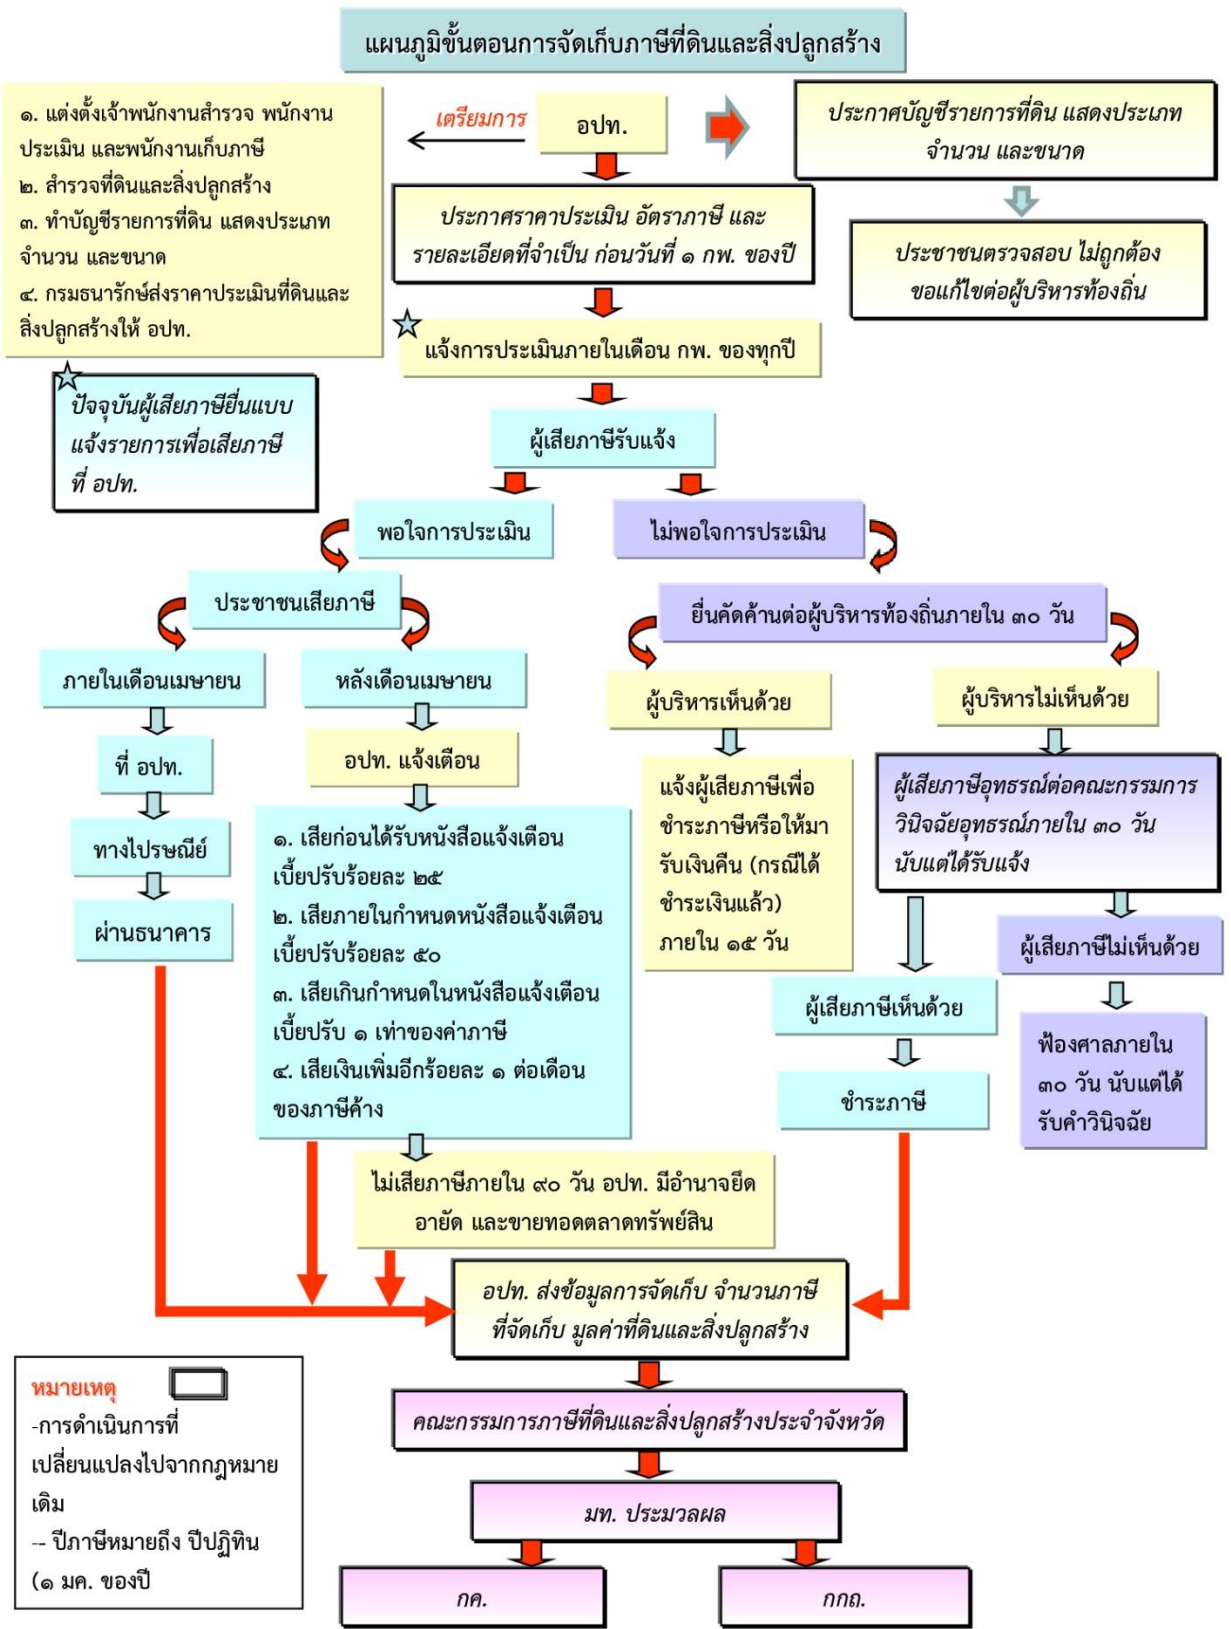 แผนภูมิขั้นตอนการจัดเก็บภาษีที่ดินและสิ่งปลูกสร้าง
๑. แต่งตั้งเจ้าพนักงานสำรวจ พนักงาน
ประเมิน และพนักงานเก็บภาษี
๒. สำรวจที่ดินและสิ่งปลูกสร้าง
๓. ทำบัญชีรายการที่ดิน แสดงประเภท
จำนวน และขนาด
๔. กรมธนารักษ์ส่งราคาประเมินที่ดินและ
สิ่งปลูกสร้างให้ อปท.
เตรียมการ
อปท.
ประกาศบัญชีรายการที่ดิน แสดงประเภท
จำนวน และขนาด
ประกาศราคาประเมิน อัตราภาษี และ
รายละเอียดที่จำเป็น ก่อนวันที่ ๑ กพ. ของปี
ประชาชนตรวจสอบ ไม่ถูกต้อง
ขอแก้ไขต่อผู้บริหารท้องถิ่น
แจ้งการประเมินภายในเดือน กพ. ของทุกปี
ปัจจุบันผู้เสียภาษียื่นแบบ
แจ้งรายการเพื่อเสียภาษี
ที่ อปท.
ผู้เสียภาษีรับแจ้ง
พอใจการประเมิน
ไม่พอใจการประเมิน
ประชาชนเสียภาษี
ยื่นคัดค้านต่อผู้บริหารท้องถิ่นภายใน ๓๐ วัน
ภายในเดือนเมษายน
หลังเดือนเมษายน
ผู้บริหารเห็นด้วย
ผู้บริหารไม่เห็นด้วย
ที่ อปท.
ทางไปรษณีย์
ผ่านธนาคาร
อปท. แจ้งเตือน
๑. เสียก่อนได้รับหนังสือแจ้งเตือน
เบี้ยปรับร้อยละ ๒๕
๒. เสียภายในกำหนดหนังสือแจ้งเตือน
เบี้ยปรับร้อยละ ๕๐
๓. เสียเกินกำหนดในหนังสือแจ้งเตือน
เบี้ยปรับ ๑ เท่าของค่าภาษี
๔. เสียเงินเพิ่มอีกร้อยละ ๑ ต่อเดือน
ของภาษีค้าง
แจ้งผู้เสียภาษีเพื่อ
ชำระภาษีหรือให้มา
รับเงินคืน (กรณีได้
ชำระเงินแล้ว)
ภายใน ๑๕ วัน
ผู้เสียภาษีอุทธรณ์ต่อคณะกรรมการ
วินิจฉัยอุทธรณ์ภายใน ๓๐ วัน
นับแต่ได้รับแจ้ง
ผู้เสียภาษีไม่เห็นด้วย
ผู้เสียภาษีเห็นด้วย
ฟ้องศาลภายใน
๓๐ วัน นับแต่ได้
รับคำวินิจฉัย
ชำระภาษี
ไม่เสียภาษีภายใน ๙๐ วัน อปท. มีอำนาจยึด
อายัด และขายทอดตลาดทรัพย์สิน
อปท. ส่งข้อมูลการจัดเก็บ จำนวนภาษี
ที่จัดเก็บ มูลค่าที่ดินและสิ่งปลูกสร้าง
คณะกรรมการภาษีที่ดินและสิ่งปลูกสร้างประจำจังหวัด
มท. ประมวลผล
กค.
กกถ.
หมายเหตุ
-การดำเนินการที่
เปลี่ยนแปลงไปจากกฎหมาย
เดิม
-- ปีภาษีหมายถึง ปีปฏิทิน
(๑ มค. ของปี